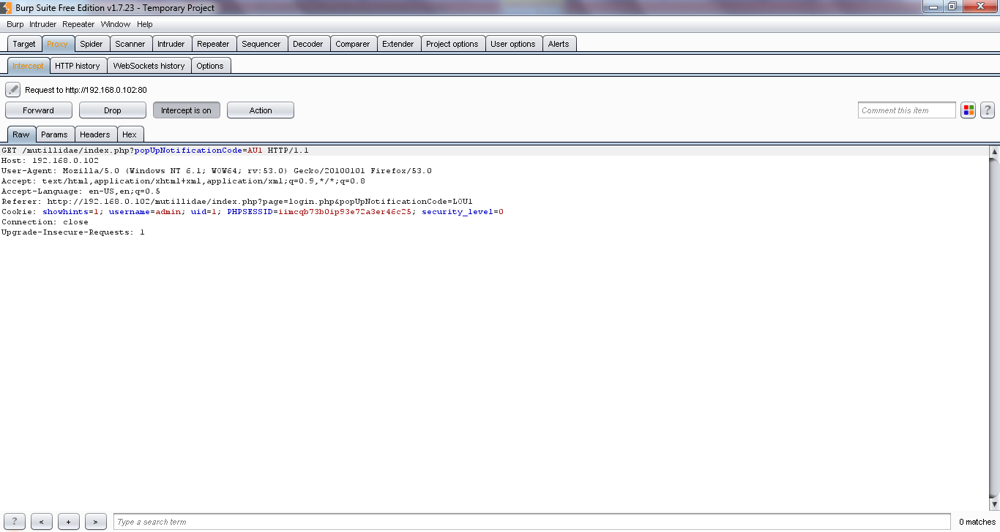 Burp Suite Free Edition v1.7.23 - Temporary Project
Burp Intruder Repeater Window Help
Target Proxy Spider Scanner Intruder Repeater Sequencer Decoder Comparer Extender Project options User options Alerts
Intercept HTTP history WebSockets history Options
Request to http://192.168.0.102:80
Forward Drop Intercept is on Action Comment this item ?
Raw Params Headers Hex
GET /mutillidae/index.php?popUpNotificationCode=AU1 HTTP/1.1
Host: 192.168.0.102
User-Agent: Mozilla/5.0 (Windows NT 6.1; WOW64; rv:53.0) Gecko/20100101 Firefox/53.0
Accept: text/html,application/xhtml+xml,application/xml;q=0.9,*/*;q=0.8
Accept-Language: en-US,en;q=0.5
Referer: http://192.168.0.102/mutillidae/index.php?page=login.php&popUpNotificationCode=LOU1
Cookie: showhints=1; username=admin; uid=1; PHPSESSID=iimcqb73b0ip93e72a3er46c25; security_level=0
Connection: close
Upgrade-Insecure-Requests: 1
? < + > Type a search term 0 matches